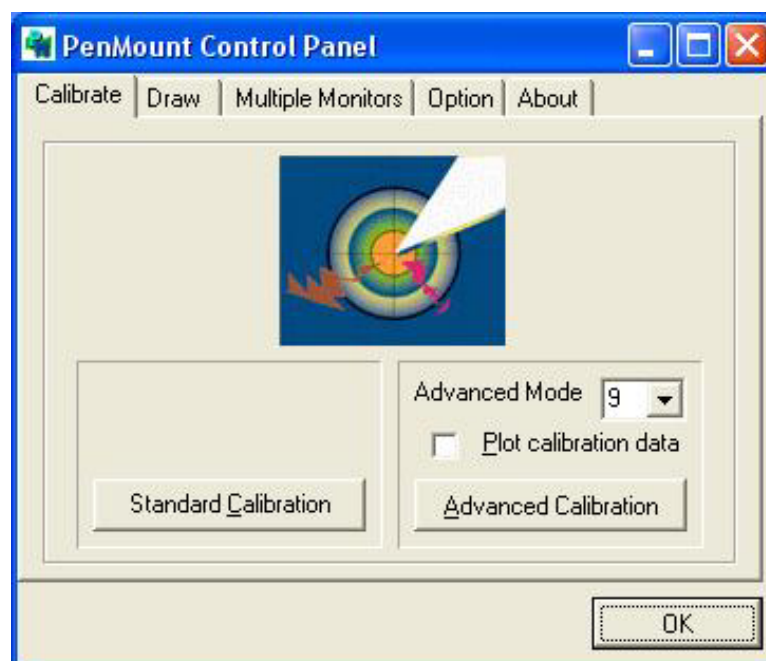 PenMount Control Panel
Calibrate Draw Multiple Monitors Option About
Advanced Mode 9
Plot calibration data
Standard Calibration Advanced Calibration
OK